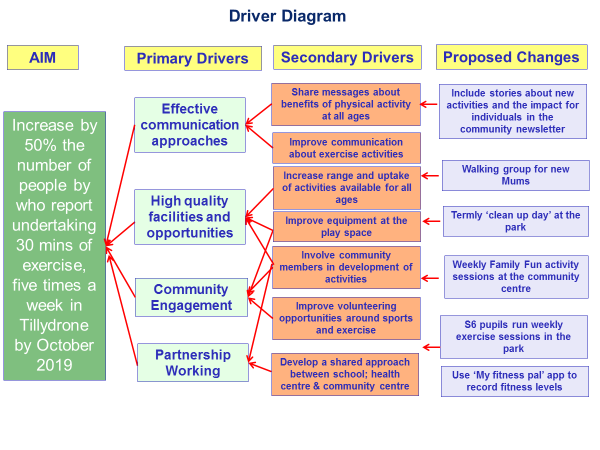 Driver Diagram
AIM
Primary Drivers
Secondary Drivers
Proposed Changes
Increase by
50% the
number of
people by
who report
undertaking
30 mins of
exercise,
five times a
week in
Tillydrone
by October
2019
Effective
communication
approaches
High quality
facilities and
opportunities
Community
Engagement
Partnership
Working
Share messages about
benefits of physical activity
at all ages
Improve communication
about exercise activities
Increase range and uptake
of activities available for all
ages
Improve equipment at the
play space
Involve community
members in development of
activities
Improve volunteering
opportunities around sports
and exercise
Develop a shared approach
between school; health
centre & community centre
Include stories about new
activities and the impact for
individuals in the
community newsletter
Walking group for new
Mums
Termly ‘clean up day’ at the
park
Weekly Family Fun activity
sessions at the community
centre
S6 pupils run weekly
exercise sessions in the
park
Use ‘My fitness pal’ app to
record fitness levels